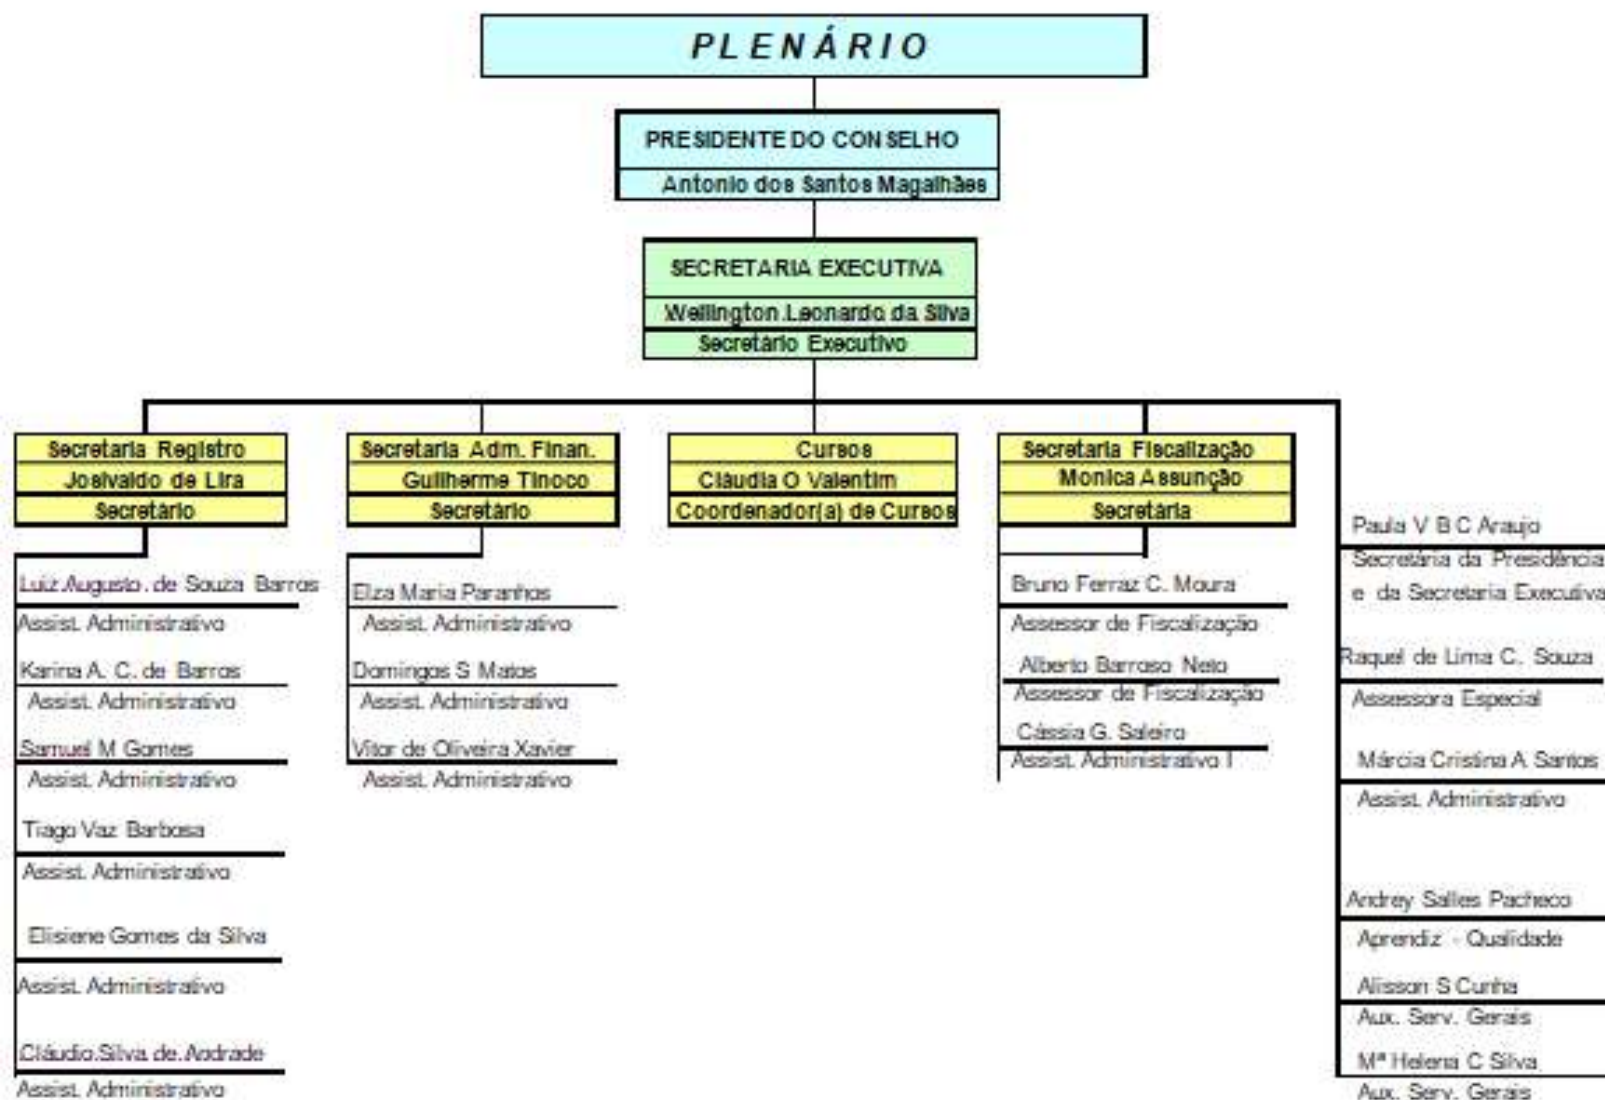 PLENÁRIO
PRESIDENTE DO CONSELHO
Antonio dos Santos Magalhães
SECRETARIA EXECUTIVA
Wellington Leonardo da Silva
Secretário Executivo
Secretaria Registro
Josivaldo de Lira
Secretário
Luiz Augusto de Souza Barros
Assist. Administrativo
Karina A. C. de Barros
Assist. Administrativo
Samuel M Gomes
Assist. Administrativo
Tiago Vaz Barbosa
Assist. Administrativo
Elisiene Gomes da Silva
Assist. Administrativo
Cláudio Silva de Andrade
Assist. Administrativo
Secretaria Adm. Finan.
Guilherme Tinoco
Secretário
Elza Maria Paranhos
Assist. Administrativo
Domingos S Matos
Assist. Administrativo
Vitor de Oliveira Xavier
Assist. Administrativo
Cursos
Cláudia O Valentim
Coordenador(a) de Cursos
Secretaria Fiscalização
Monica Assunção
Secretária
Bruno Ferraz C. Moura
Assessor de Fiscalização
Alberto Barroso Neto
Assessor de Fiscalização
Cássia G. Saleiro
Assist. Administrativo I
Paula V B C Araujo
Secretária da Presidência
e da Secretaria Executiva
Raquel de Lima C. Souza
Assessora Especial
Márcia Cristina A Santos
Assist. Administrativo
Andrey Salles Pacheco
Aprendiz - Qualidade
Alisson S Cunha
Aux. Serv. Gerais
Mª Helena C Silva
Aux. Serv. Gerais